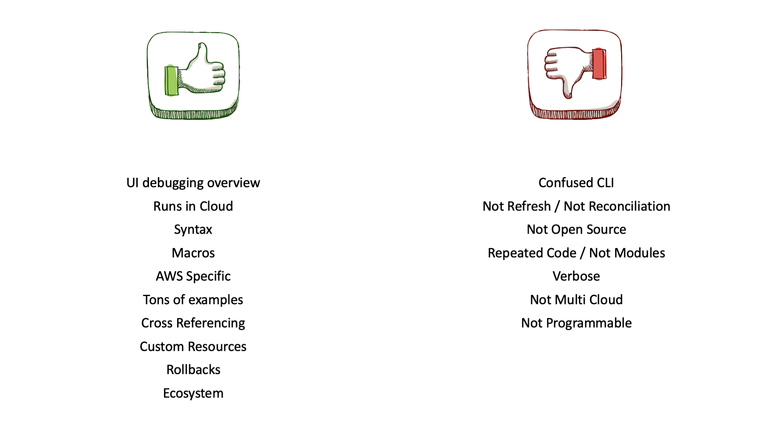 UI debugging overview
Runs in Cloud
Syntax
Macros
AWS Specific
Tons of examples
Cross Referencing
Custom Resources
Rollbacks
Ecosystem
Confused CLI
Not Refresh / Not Reconciliation
Not Open Source
Repeated Code / Not Modules
Verbose
Not Multi Cloud
Not Programmable